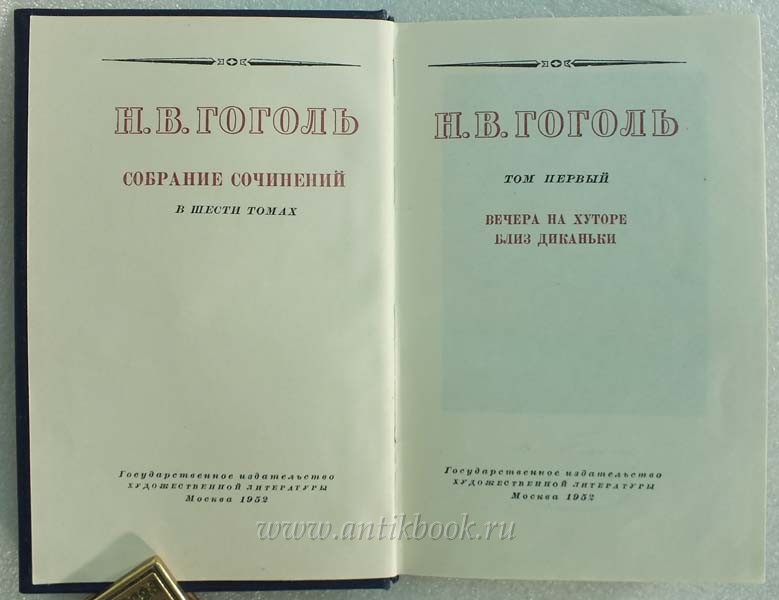 Н. В. ГОГОЛЬ
СОБРАНИЕ СОЧИНЕНИЙ
В ШЕСТИ ТОМАХ
Государственное издательство
ХУДОЖЕСТВЕННОЙ ЛИТЕРАТУРЫ
Москва 1952
Н. В. ГОГОЛЬ
ТОМ ПЕРВЫЙ
ВЕЧЕРА НА ХУТОРЕ
БЛИЗ ДИКАНЬКИ
Государственное издательство
ХУДОЖЕСТВЕННОЙ ЛИТЕРАТУРЫ
Москва 1952
www.antikbook.ru